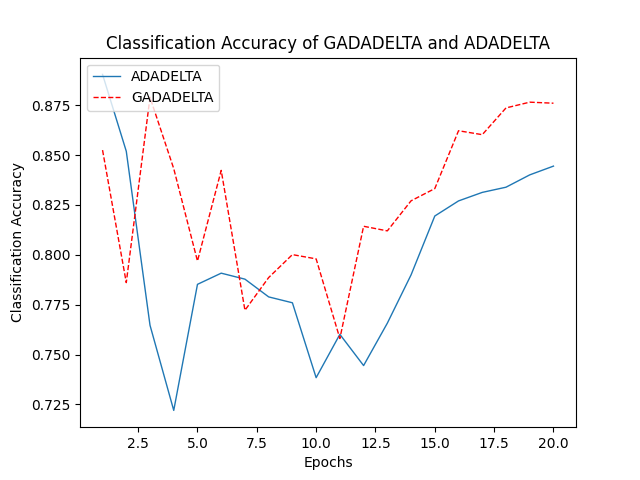 Classification Accuracy of GADADELTA and ADADELTA
ADADELTA
GADADELTA
0.875
0.850
0.825
0.800
0.775
0.750
0.725
Classification Accuracy
2.5 5.0 7.5 10.0 12.5 15.0 17.5 20.0
Epochs